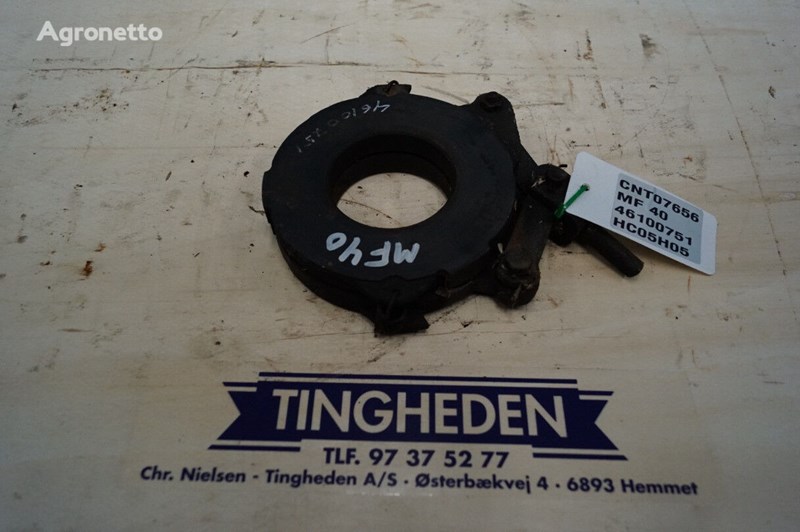 Agronetto
46100751
MF40
CNT07656
MF 40
46100751
HC05H05
TINGHEDEN
TLF. 97 37 52 77
Chr. Nielsen - Tingheden A/S - Østerbækvej 4 - 6893 Hemmet